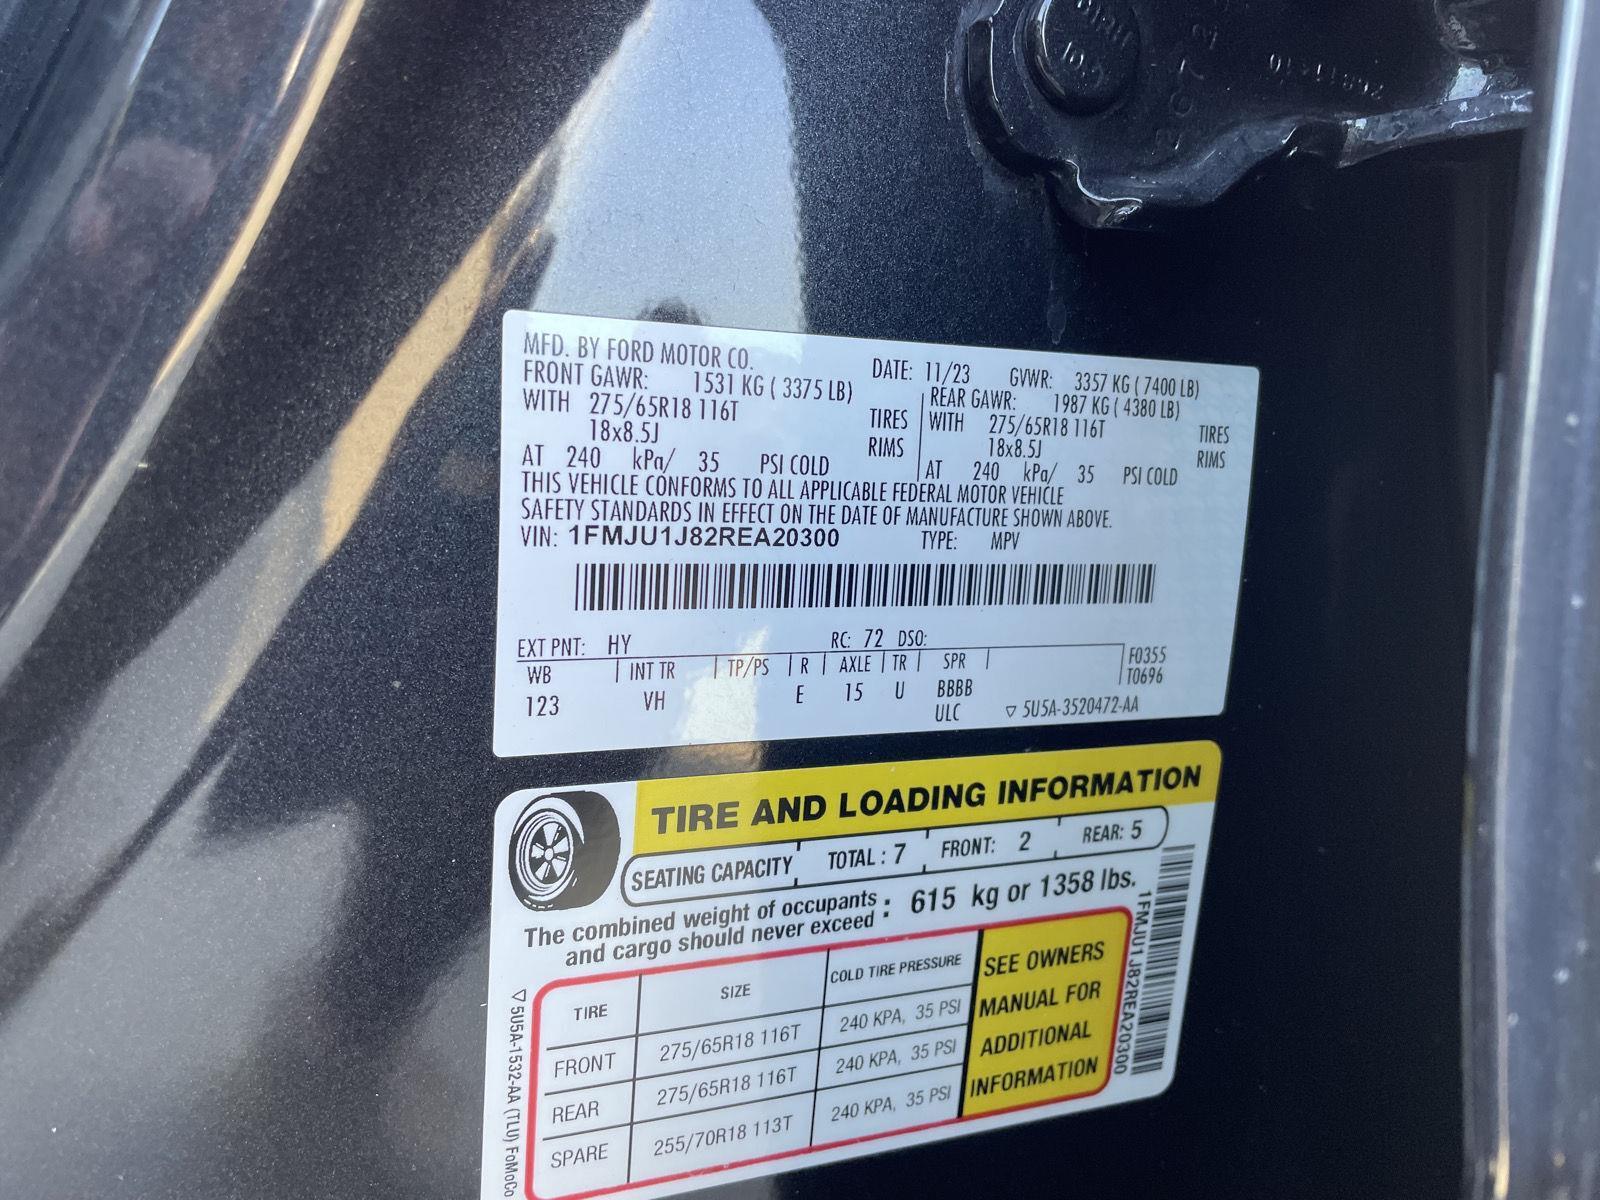 MFD. BY FORD MOTOR CO.
DATE: 11/23 GVWR: 3357 KG ( 7400 LB)
FRONT GAWR: 1531 KG ( 3375 LB) REAR GAWR: 1987 KG ( 4380 LB)
WITH 275/65R18 116T TIRES WITH 275/65R18 116T TIRES
18x8.5J RIMS 18x8.5J RIMS
AT 240 kPa/ 35 PSI COLD AT 240 kPa/ 35 PSI COLD
THIS VEHICLE CONFORMS TO ALL APPLICABLE FEDERAL MOTOR VEHICLE
SAFETY STANDARDS IN EFFECT ON THE DATE OF MANUFACTURE SHOWN ABOVE.
VIN: 1FMJU1J82REA20300 TYPE: MPV
EXT PNT: HY RC: 72 DSO:
WB INT TR TP/PS R AXLE TR SPR F0355
T0696
123 VH E 15 U BBBB
ULC ▽ 5U5A-3520472-AA
TIRE AND LOADING INFORMATION
SEATING CAPACITY TOTAL : 7 FRONT: 2 REAR: 5
The combined weight of occupants and cargo should never exceed : 615 kg or 1358 lbs.
TIRE SIZE COLD TIRE PRESSURE
FRONT 275/65R18 116T 240 KPA, 35 PSI
REAR 275/65R18 116T 240 KPA, 35 PSI
SPARE 255/70R18 113T 240 KPA, 35 PSI
SEE OWNERS
MANUAL FOR
ADDITIONAL
INFORMATION
1FMJU1J82REA20300
▽ 5U5A-1532-AA (TLU) FoMoCo